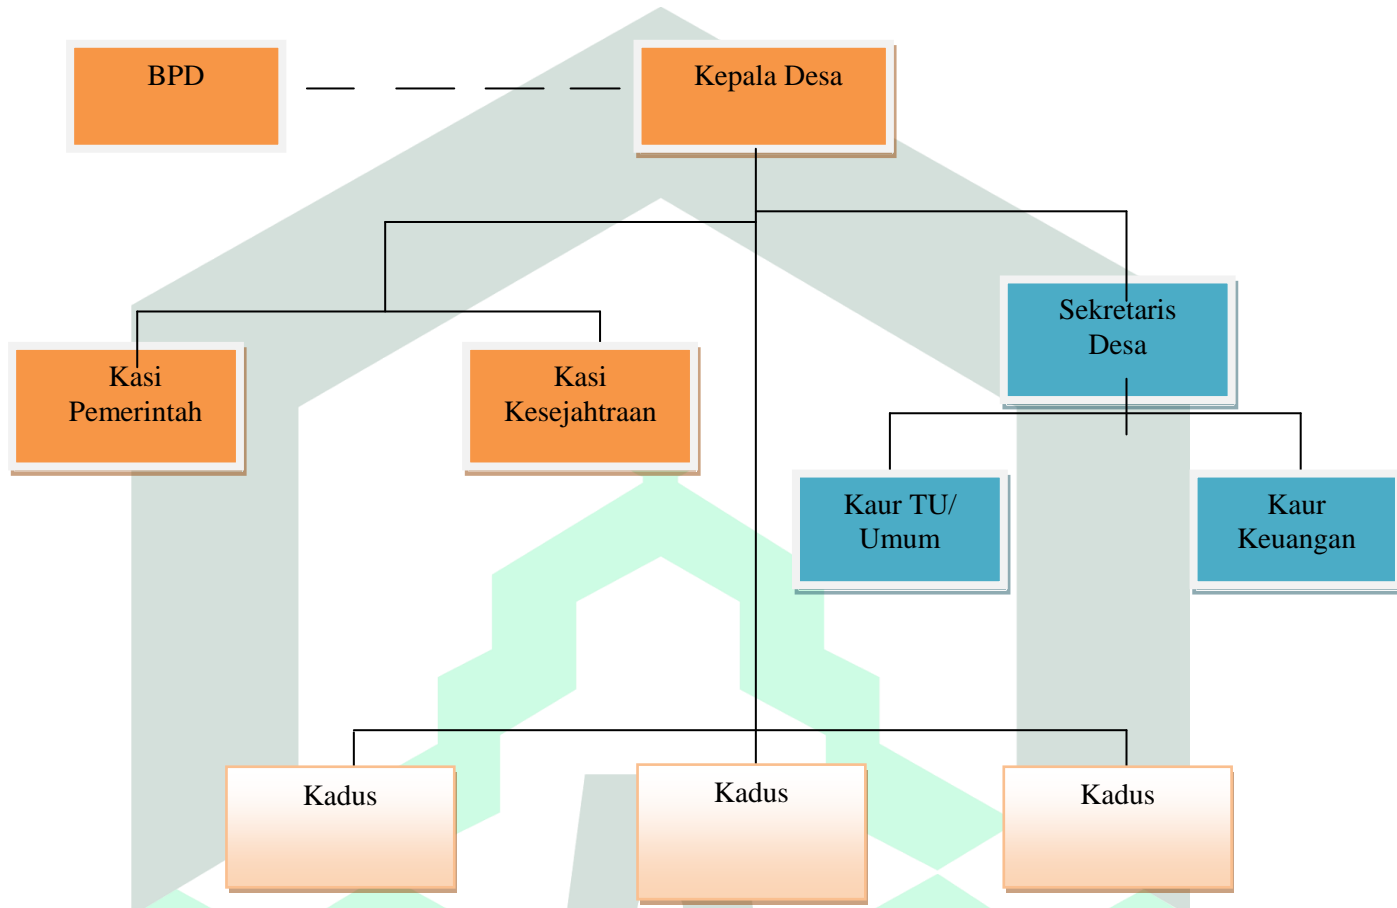 BPD
Kepala Desa
Sekretaris
Desa
Kasi
Pemerintah
Kasi
Kesejahtraan
Kaur TU/
Umum
Kaur
Keuangan
Kadus
Kadus
Kadus